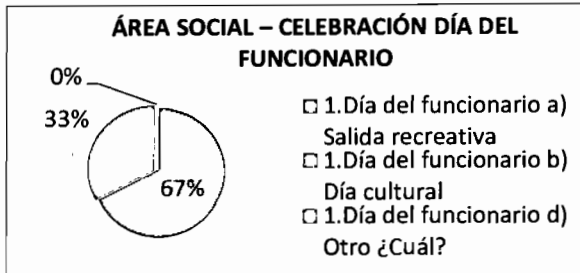 ÁREA SOCIAL – CELEBRACIÓN DÍA DEL
FUNCIONARIO
0%
33%
67%
1.Día del funcionario a)
Salida recreativa
1.Día del funcionario b)
Día cultural
1.Día del funcionario d)
Otro ¿Cuál?